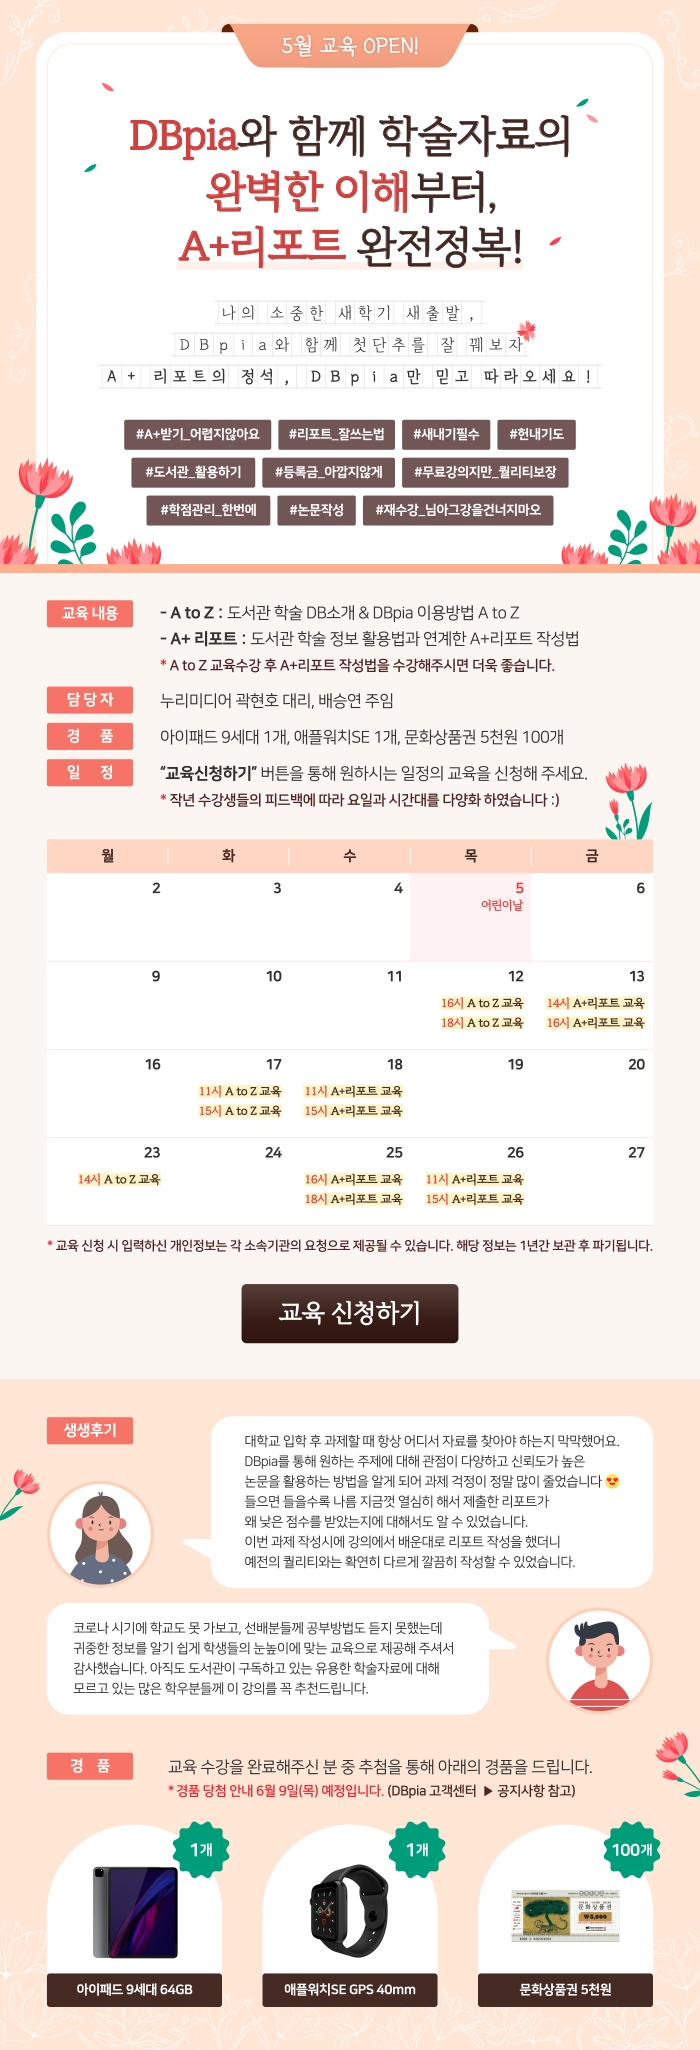 5월 교육 OPEN!
DBpia와 함께 학술자료의
완벽한 이해부터,
A+리포트 완전정복!
나의 소중한 새학기 새출발,
DBpia와 함께 첫단추를 잘 꿰보자
A+ 리포트의 정석, DBpia만 믿고 따라오세요!
#A+받기_어렵지않아요 #리포트_잘쓰는법 #새내기필수 #헌내기도
#도서관_활용하기 #등록금_아깝지않게 #무료강의지만_퀄리티보장
#학점관리_한번에 #논문작성 #재수강_님아그강을건너지마오
교육 내용 - A to Z : 도서관 학술 DB소개 & DBpia 이용방법 A to Z
- A+ 리포트 : 도서관 학술 정보 활용법과 연계한 A+리포트 작성법
* A to Z 교육수강 후 A+리포트 작성법을 수강해주시면 더욱 좋습니다.
담 당 자 누리미디어 곽현호 대리, 배승연 주임
경 품 아이패드 9세대 1개, 애플워치SE 1개, 문화상품권 5천원 100개
일 정 “교육신청하기” 버튼을 통해 원하시는 일정의 교육을 신청해 주세요.
* 작년 수강생들의 피드백에 따라 요일과 시간대를 다양화 하였습니다 :)
월 화 수 목 금
2 3 4 5 6
어린이날
9 10 11 12 13
16시 A to Z 교육 14시 A+리포트 교육
18시 A to Z 교육 16시 A+리포트 교육
16 17 18 19 20
11시 A to Z 교육 11시 A+리포트 교육
15시 A to Z 교육 15시 A+리포트 교육
23 24 25 26 27
14시 A to Z 교육 16시 A+리포트 교육 11시 A+리포트 교육
18시 A+리포트 교육 15시 A+리포트 교육
* 교육 신청 시 입력하신 개인정보는 각 소속기관의 요청으로 제공될 수 있습니다. 해당 정보는 1년간 보관 후 파기됩니다.
교육 신청하기
생생후기
대학교 입학 후 과제할 때 항상 어디서 자료를 찾아야 하는지 막막했어요.
DBpia를 통해 원하는 주제에 대해 관점이 다양하고 신뢰도가 높은
논문을 활용하는 방법을 알게 되어 과제 걱정이 정말 많이 줄었습니다 😍
들으면 들을수록 나름 지금껏 열심히 해서 제출한 리포트가
왜 낮은 점수를 받았는지에 대해서도 알 수 있었습니다.
이번 과제 작성시에 강의에서 배운대로 리포트 작성을 했더니
예전의 퀄리티와는 확연히 다르게 깔끔히 작성할 수 있었습니다.
코로나 시기에 학교도 못 가보고, 선배분들께 공부방법도 듣지 못했는데
귀중한 정보를 알기 쉽게 학생들의 눈높이에 맞는 교육으로 제공해 주셔서
감사했습니다. 아직도 도서관이 구독하고 있는 유용한 학술자료에 대해
모르고 있는 많은 학우분들께 이 강의를 꼭 추천드립니다.
경 품 교육 수강을 완료해주신 분 중 추첨을 통해 아래의 경품을 드립니다.
* 경품 당첨 안내 6월 9일(목) 예정입니다. (DBpia 고객센터 ▶ 공지사항 참고)
1개 1개 100개
문화상품권
₩5,000
아이패드 9세대 64GB 애플워치SE GPS 40mm 문화상품권 5천원